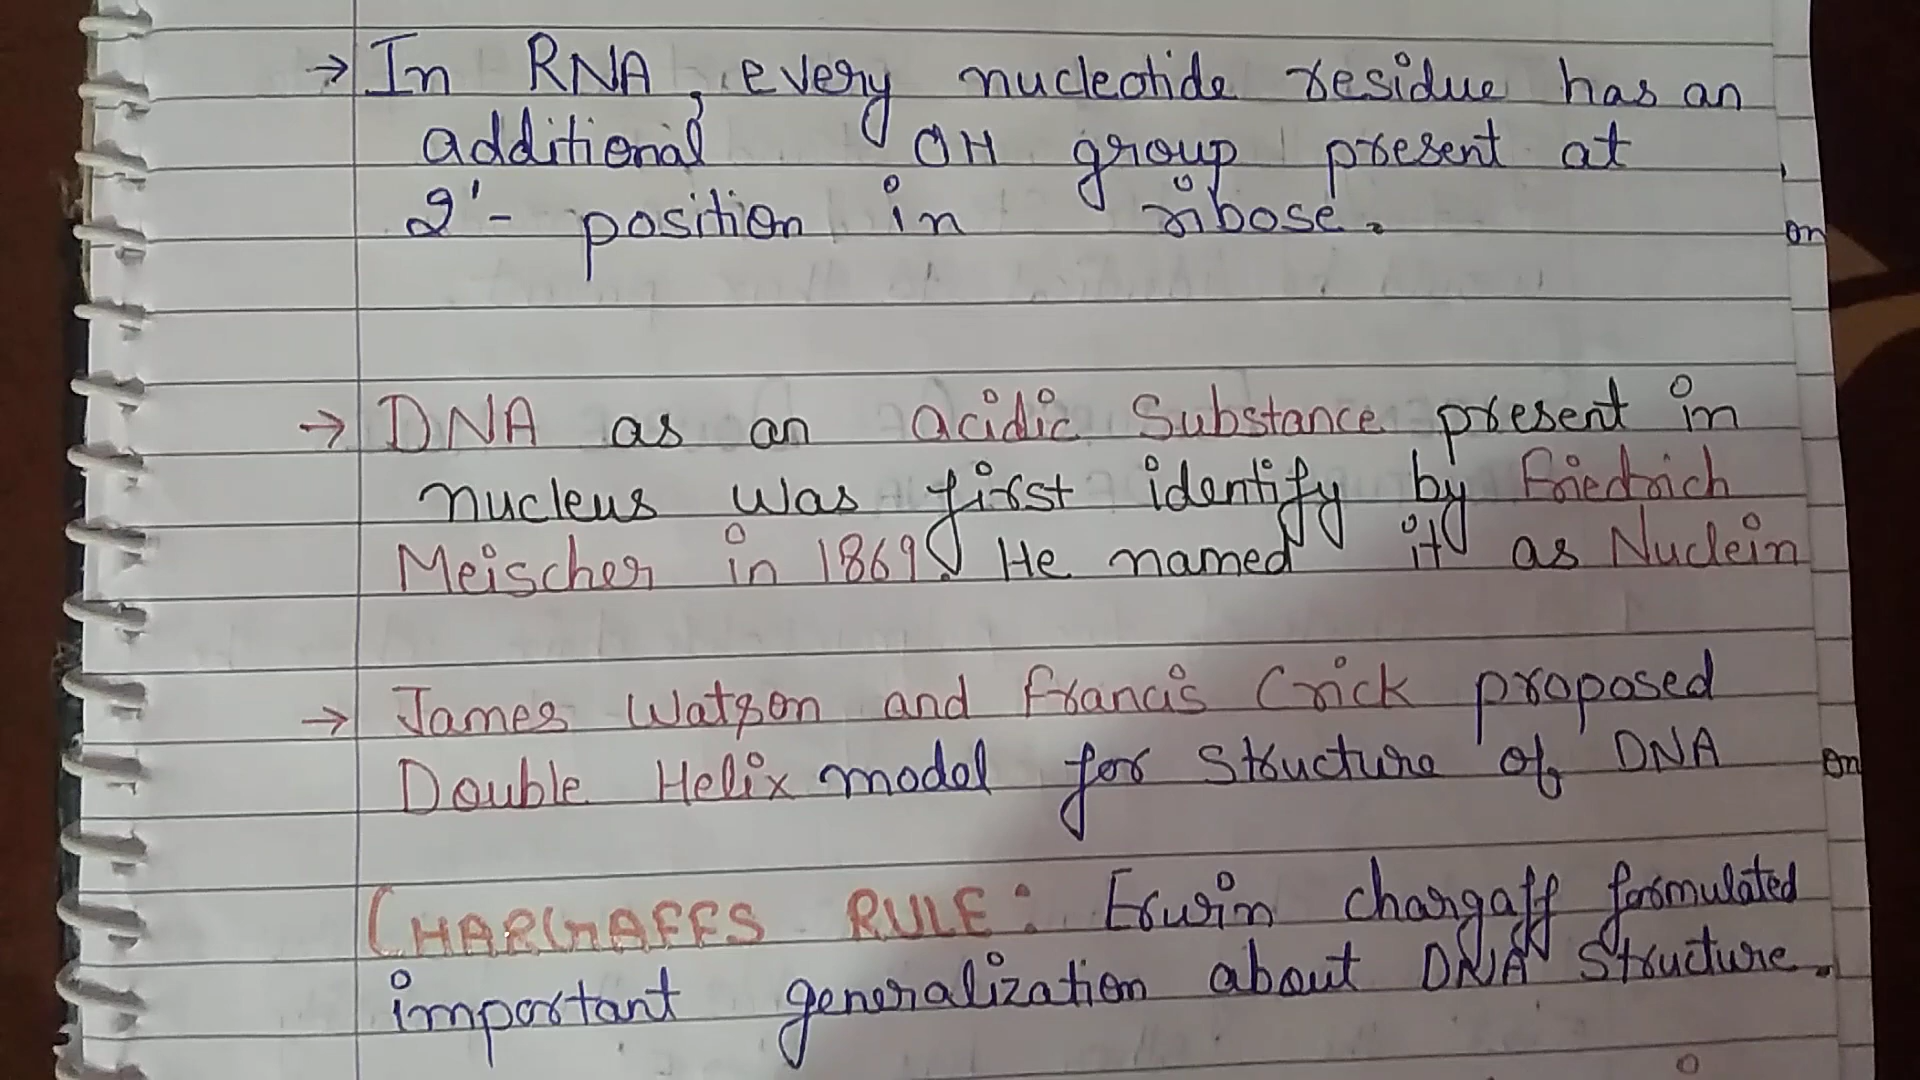 → In RNA, every nucleotide residue has an
additional OH group present at
2'- position in ribose.
→ DNA as an acidic Substance present in
nucleus was first identify by Friedrich
Meischer in 1869. He named it as Nuclein
→ James Watson and Francis Crick proposed
Double Helix model for structure of DNA
CHARGAFFS RULE: Erwin chargaff formulated
important generalization about DNA structure.
on
on